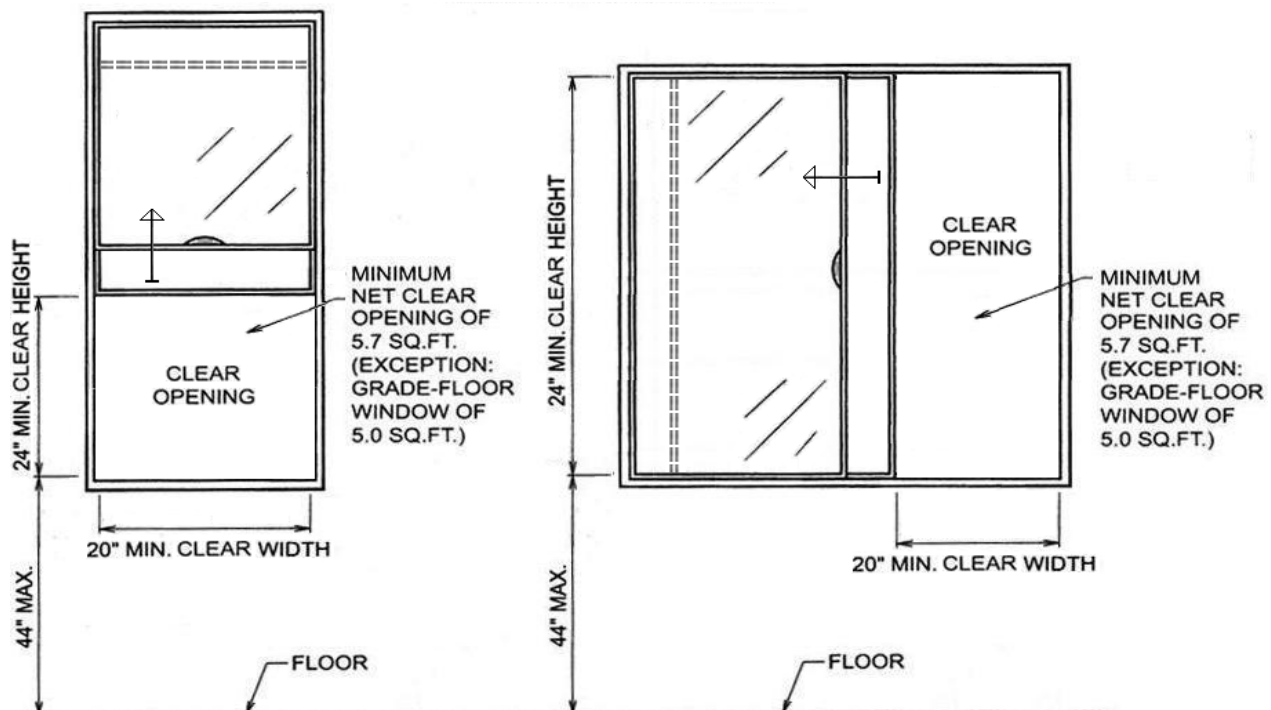 24" MIN. CLEAR HEIGHT
CLEAR
OPENING
MINIMUM
NET CLEAR
OPENING OF
5.7 SQ.FT.
(EXCEPTION:
GRADE-FLOOR
WINDOW OF
5.0 SQ.FT.)
20" MIN. CLEAR WIDTH
44" MAX.
FLOOR
24" MIN. CLEAR HEIGHT
CLEAR
OPENING
MINIMUM
NET CLEAR
OPENING OF
5.7 SQ.FT.
(EXCEPTION:
GRADE-FLOOR
WINDOW OF
5.0 SQ.FT.)
20" MIN. CLEAR WIDTH
44" MAX.
FLOOR